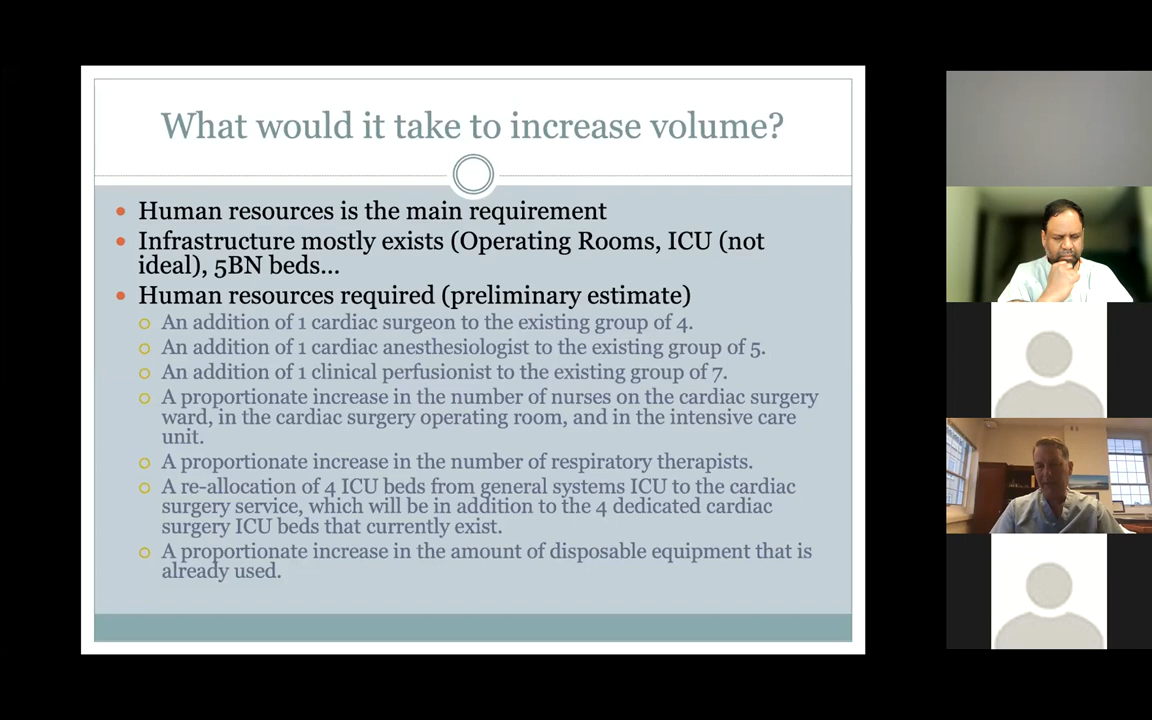 What would it take to increase volume?
Human resources is the main requirement
Infrastructure mostly exists (Operating Rooms, ICU (not
ideal), 5BN beds...
Human resources required (preliminary estimate)
An addition of 1 cardiac surgeon to the existing group of 4.
An addition of 1 cardiac anesthesiologist to the existing group of 5.
An addition of 1 clinical perfusionist to the existing group of 7.
A proportionate increase in the number of nurses on the cardiac surgery
ward, in the cardiac surgery operating room, and in the intensive care
unit.
A proportionate increase in the number of respiratory therapists.
A re-allocation of 4 ICU beds from general systems ICU to the cardiac
surgery service, which will be in addition to the 4 dedicated cardiac
surgery ICU beds that currently exist.
A proportionate increase in the amount of disposable equipment that is
already used.